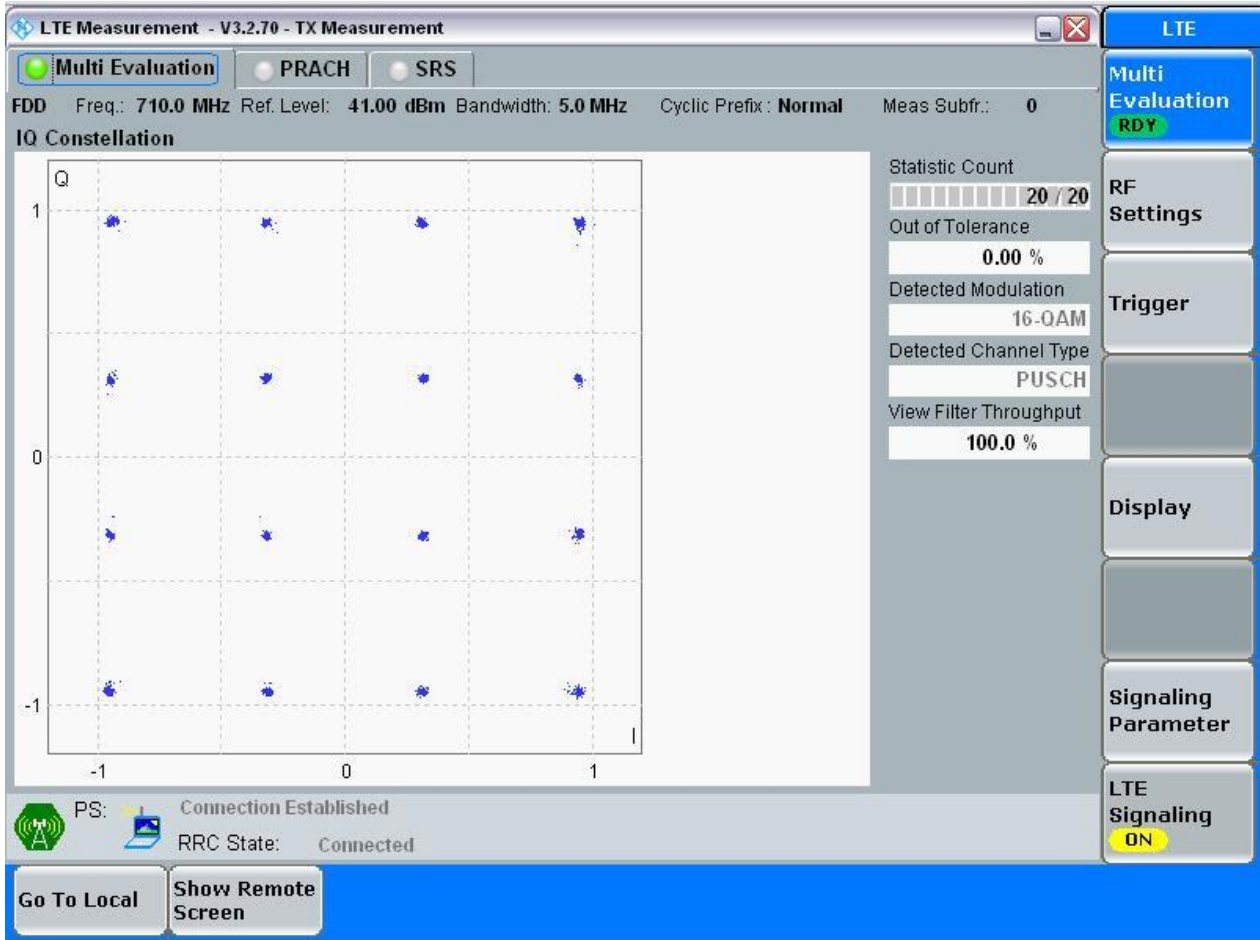 LTE Measurement - V3.2.70 - TX Measurement
LTE
Multi Evaluation PRACH SRS
Multi
Evaluation
RDY
FDD Freq.: 710.0 MHz Ref. Level: 41.00 dBm Bandwidth: 5.0 MHz Cyclic Prefix : Normal Meas Subfr.: 0
IQ Constellation
Q
1
0
-1
I
-1 0 1
Statistic Count
20 / 20
Out of Tolerance
0.00 %
Detected Modulation
16-QAM
Detected Channel Type
PUSCH
View Filter Throughput
100.0 %
RF
Settings
Trigger
Display
Signaling
Parameter
LTE
Signaling
ON
PS: Connection Established
RRC State: Connected
Go To Local
Show Remote
Screen